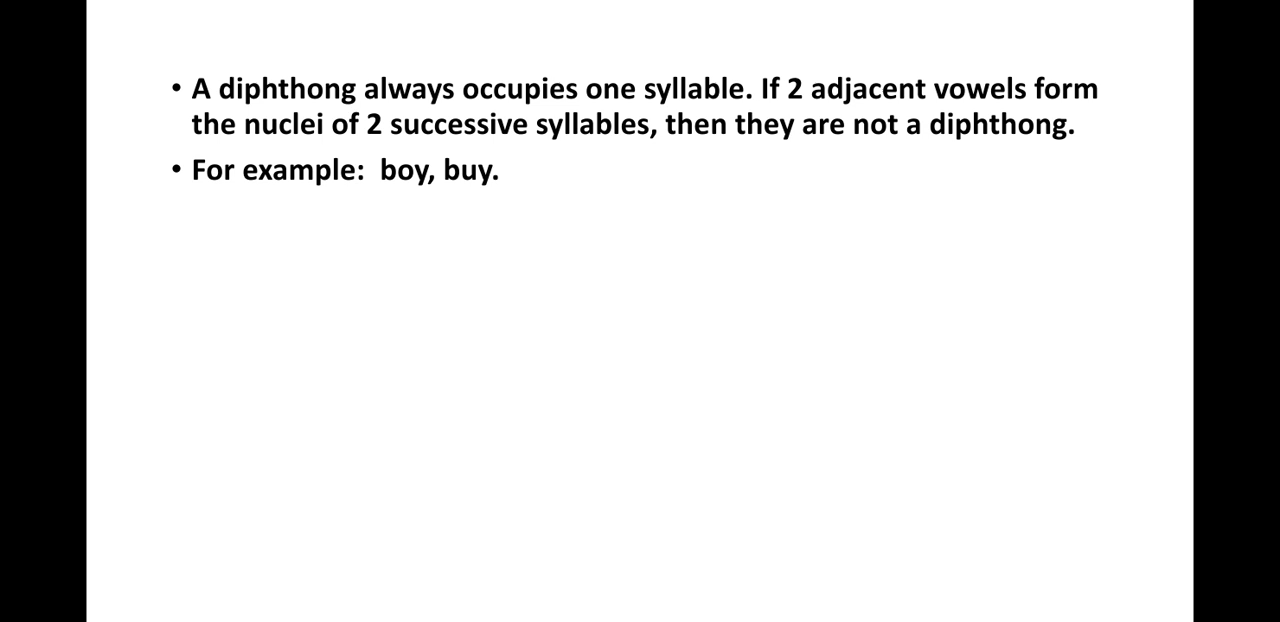 • A diphthong always occupies one syllable. If 2 adjacent vowels form
the nuclei of 2 successive syllables, then they are not a diphthong.
• For example:  boy, buy.